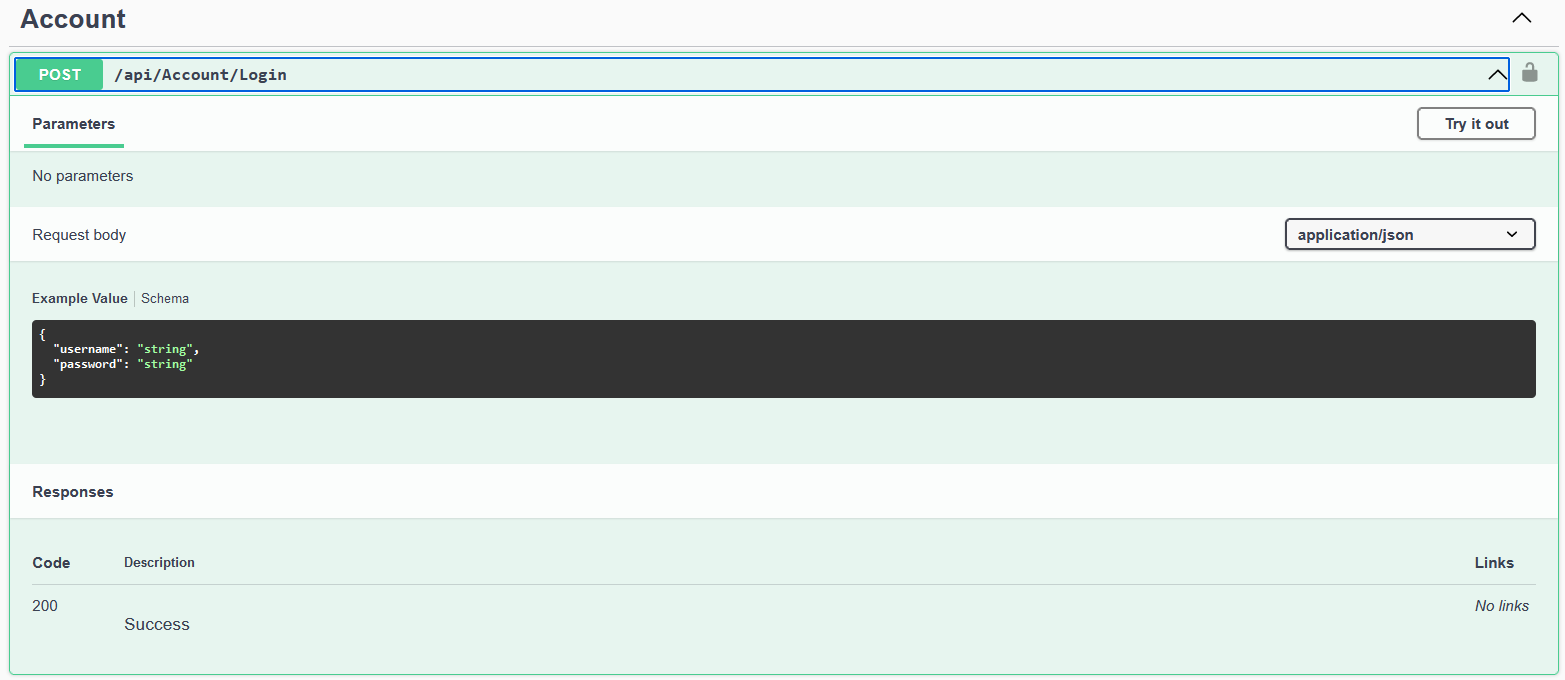 Account
POST /api/Account/Login
Parameters Try it out
No parameters
Request body application/json
Example Value Schema
{
"username": "string",
"password": "string"
}
Responses
Code Description Links
200 No links
Success